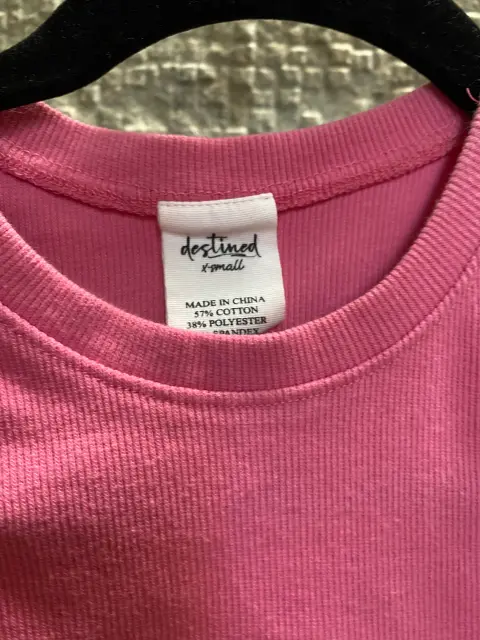 destined
x-small
MADE IN CHINA
57% COTTON
38% POLYESTER
SPANDEX